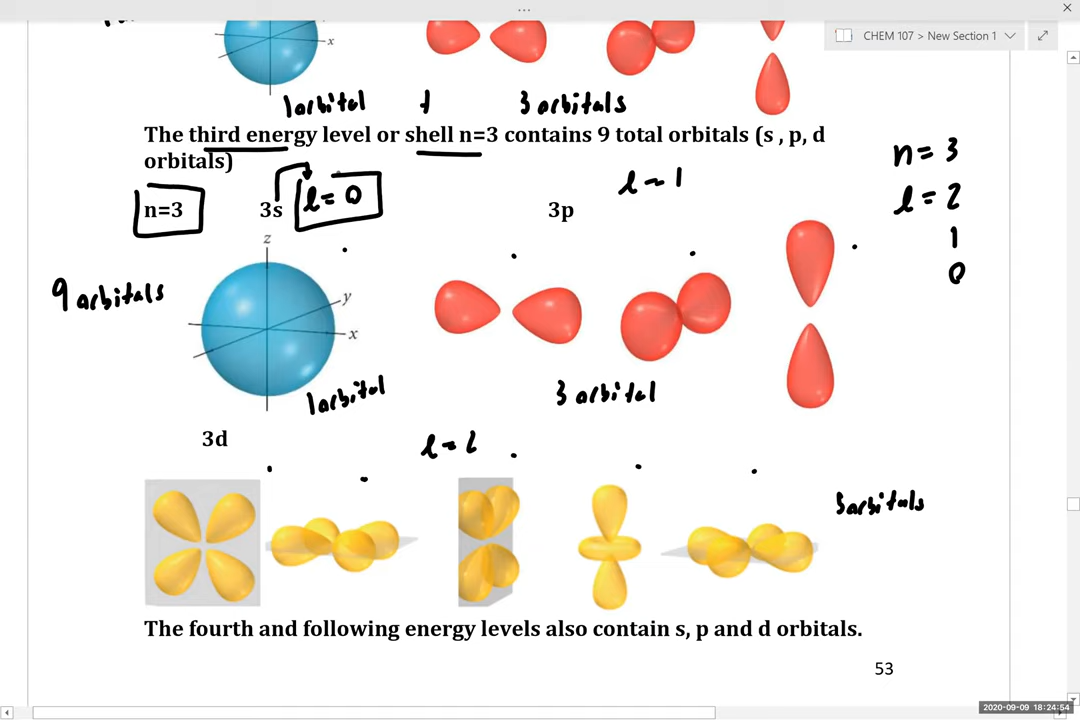 CHEM 107 > New Section 1
x
1 orbital
3 orbitals
The third energy level or shell n=3 contains 9 total orbitals (s , p, d
orbitals)
n = 3
l = 2
1
0
n=3 3s l = 0 3p l = 1
z
y
x
9 orbitals
1 orbital
3 orbital
3d l = 2
5 orbitals
The fourth and following energy levels also contain s, p and d orbitals.
53
2020-09-09 18:24:54